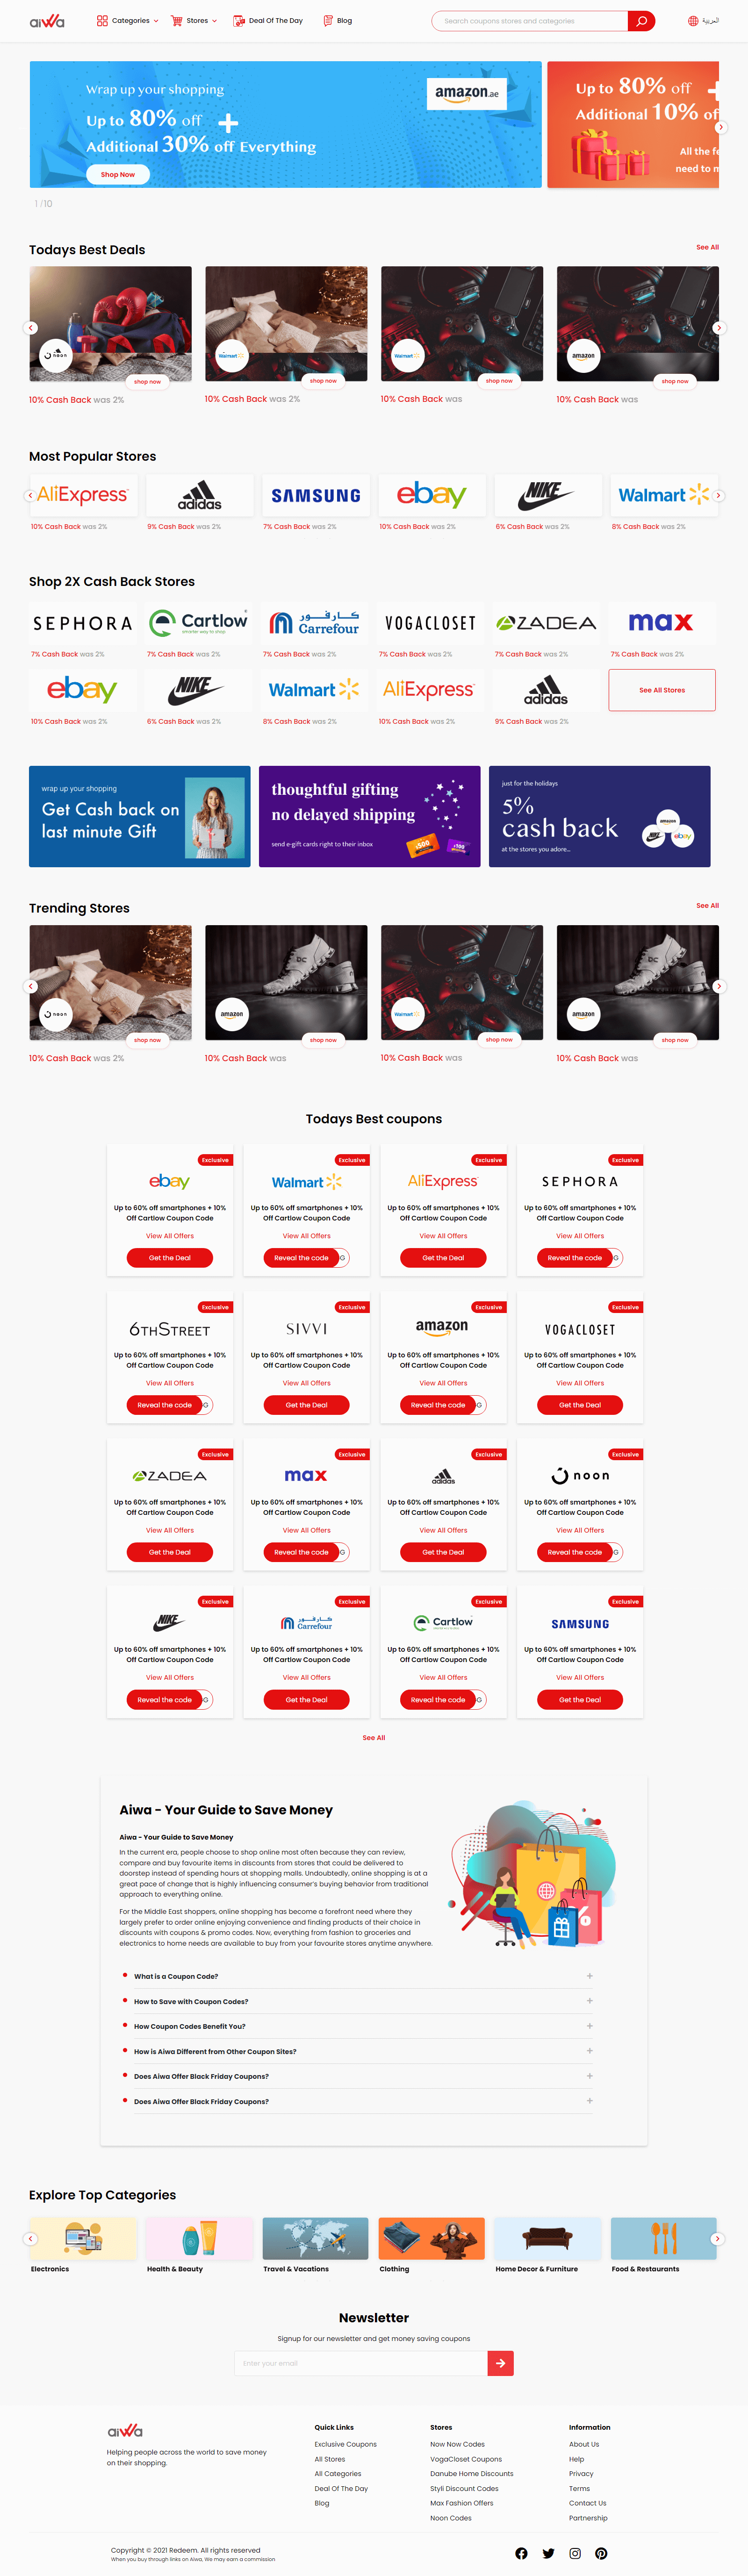 aiwa
Categories
Stores
Deal Of The Day
Blog
Search coupons stores and categories
العربية
Wrap up your shopping
Up to 80% off +
Additional 30% off Everything
Shop Now
amazon.ae
Up to 80% off +
Additional 10% of
All the fe
need to m
1 /10
Todays Best Deals
See All
noon
Walmart
Walmart
amazon
shop now
shop now
shop now
shop now
10% Cash Back was 2%
10% Cash Back was 2%
10% Cash Back was
10% Cash Back was
Most Popular Stores
AliExpress
adidas
SAMSUNG
ebay
NIKE
Walmart
10% Cash Back was 2%
9% Cash Back was 2%
7% Cash Back was 2%
10% Cash Back was 2%
6% Cash Back was 2%
8% Cash Back was 2%
Shop 2X Cash Back Stores
SEPHORA
Cartlow
smarter way to shop
كارفور
Carrefour
VOGACLOSET
AZADEA
max
7% Cash Back was 2%
7% Cash Back was 2%
7% Cash Back was 2%
7% Cash Back was 2%
7% Cash Back was 2%
7% Cash Back was 2%
ebay
NIKE
Walmart
AliExpress
adidas
See All Stores
10% Cash Back was 2%
6% Cash Back was 2%
8% Cash Back was 2%
10% Cash Back was 2%
9% Cash Back was 2%
wrap up your shopping
Get Cash back on
last minute Gift
thoughtful gifting
no delayed shipping
send e-gift cards right to their inbox
$500
$100
just for the holidays
5%
cash back
at the stores you adore...
amazon
NIKE
ebay
Trending Stores
See All
noon
amazon
Walmart
amazon
shop now
shop now
shop now
shop now
10% Cash Back was 2%
10% Cash Back was
10% Cash Back was
10% Cash Back was
Todays Best coupons
Exclusive
Exclusive
Exclusive
Exclusive
ebay
Walmart
AliExpress
SEPHORA
Up to 60% off smartphones + 10%
Off Cartlow Coupon Code
Up to 60% off smartphones + 10%
Off Cartlow Coupon Code
Up to 60% off smartphones + 10%
Off Cartlow Coupon Code
Up to 60% off smartphones + 10%
Off Cartlow Coupon Code
View All Offers
View All Offers
View All Offers
View All Offers
Get the Deal
Reveal the code G
Get the Deal
Reveal the code G
Exclusive
Exclusive
Exclusive
Exclusive
6THSTREET
SIVVI
amazon
VOGACLOSET
Up to 60% off smartphones + 10%
Off Cartlow Coupon Code
Up to 60% off smartphones + 10%
Off Cartlow Coupon Code
Up to 60% off smartphones + 10%
Off Cartlow Coupon Code
Up to 60% off smartphones + 10%
Off Cartlow Coupon Code
View All Offers
View All Offers
View All Offers
View All Offers
Reveal the code G
Get the Deal
Reveal the code G
Get the Deal
Exclusive
Exclusive
Exclusive
Exclusive
AZADEA
max
adidas
noon
Up to 60% off smartphones + 10%
Off Cartlow Coupon Code
Up to 60% off smartphones + 10%
Off Cartlow Coupon Code
Up to 60% off smartphones + 10%
Off Cartlow Coupon Code
Up to 60% off smartphones + 10%
Off Cartlow Coupon Code
View All Offers
View All Offers
View All Offers
View All Offers
Get the Deal
Reveal the code G
Get the Deal
Reveal the code G
Exclusive
Exclusive
Exclusive
Exclusive
NIKE
كارفور
Carrefour
Cartlow
SAMSUNG
Up to 60% off smartphones + 10%
Off Cartlow Coupon Code
Up to 60% off smartphones + 10%
Off Cartlow Coupon Code
Up to 60% off smartphones + 10%
Off Cartlow Coupon Code
Up to 60% off smartphones + 10%
Off Cartlow Coupon Code
View All Offers
View All Offers
View All Offers
View All Offers
Reveal the code G
Get the Deal
Reveal the code G
Get the Deal
See All
Aiwa - Your Guide to Save Money
Aiwa - Your Guide to Save Money
In the current era, people choose to shop online most often because they can review,
compare and buy favourite items in discounts from stores that could be delivered to
doorstep instead of spending hours at shopping malls. Undoubtedly, online shopping is at a
great pace of change that is highly influencing consumer's buying behavior from traditional
approach to everything online.
For the Middle East shoppers, online shopping has become a forefront need where they
largely prefer to order online enjoying convenience and finding products of their choice in
discounts with coupons & promo codes. Now, everything from fashion to groceries and
electronics to home needs are available to buy from your favourite stores anytime anywhere.
What is a Coupon Code?
How to Save with Coupon Codes?
How Coupon Codes Benefit You?
How is Aiwa Different from Other Coupon Sites?
Does Aiwa Offer Black Friday Coupons?
Does Aiwa Offer Black Friday Coupons?
Explore Top Categories
Electronics
Health & Beauty
Travel & Vacations
Clothing
Home Decor & Furniture
Food & Restaurants
Newsletter
Signup for our newsletter and get money saving coupons
Enter your email
aiwa
Helping people across the world to save money
on their shopping.
Quick Links
Exclusive Coupons
All Stores
All Categories
Deal Of The Day
Blog
Stores
Now Now Codes
VogaCloset Coupons
Danube Home Discounts
Styli Discount Codes
Max Fashion Offers
Noon Codes
Information
About Us
Help
Privacy
Terms
Contact Us
Partnership
Copyright © 2021 Redeem. All rights reserved
When you buy through links on Aiwa, We may earn a commission